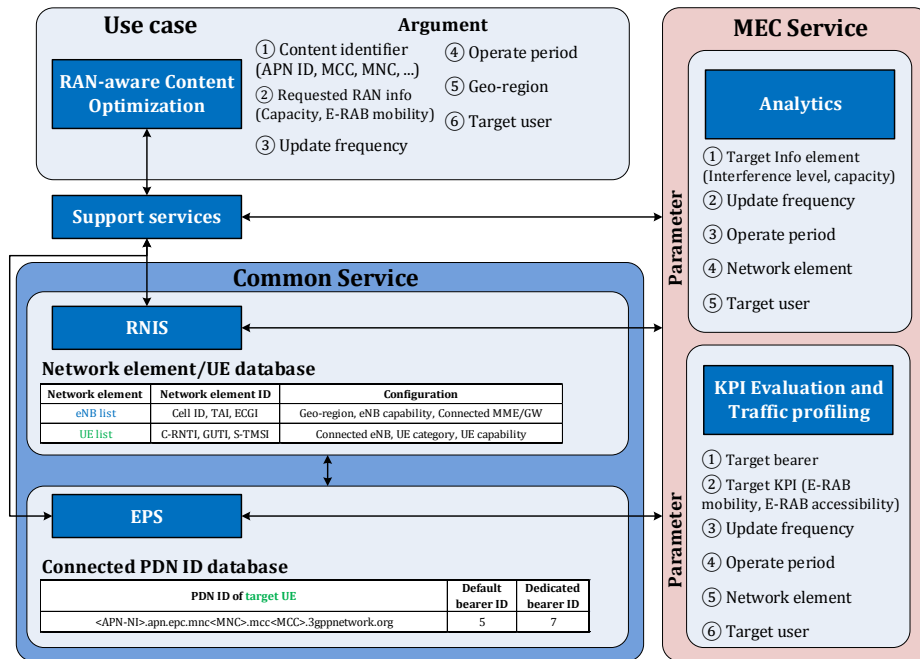 Use case
Argument
RAN-aware Content
Optimization
① Content identifier
(APN ID, MCC, MNC, ...)
② Requested RAN info
(Capacity, E-RAB mobility)
③ Update frequency
④ Operate period
⑤ Geo-region
⑥ Target user
Support services
Common Service
RNIS
Network element/UE database
Network element Network element ID Configuration
eNB list Cell ID, TAI, ECGI Geo-region, eNB capability, Connected MME/GW
UE list C-RNTI, GUTI, S-TMSI Connected eNB, UE category, UE capability
EPS
Connected PDN ID database
PDN ID of target UE Default bearer ID Dedicated bearer ID
<APN-NI>.apn.epc.mnc<MNC>.mcc<MCC>.3gppnetwork.org 5 7
MEC Service
Parameter
Analytics
① Target Info element
(Interference level, capacity)
② Update frequency
③ Operate period
④ Network element
⑤ Target user
Parameter
KPI Evaluation and
Traffic profiling
① Target bearer
② Target KPI (E-RAB
mobility, E-RAB accessibility)
③ Update frequency
④ Operate period
⑤ Network element
⑥ Target user